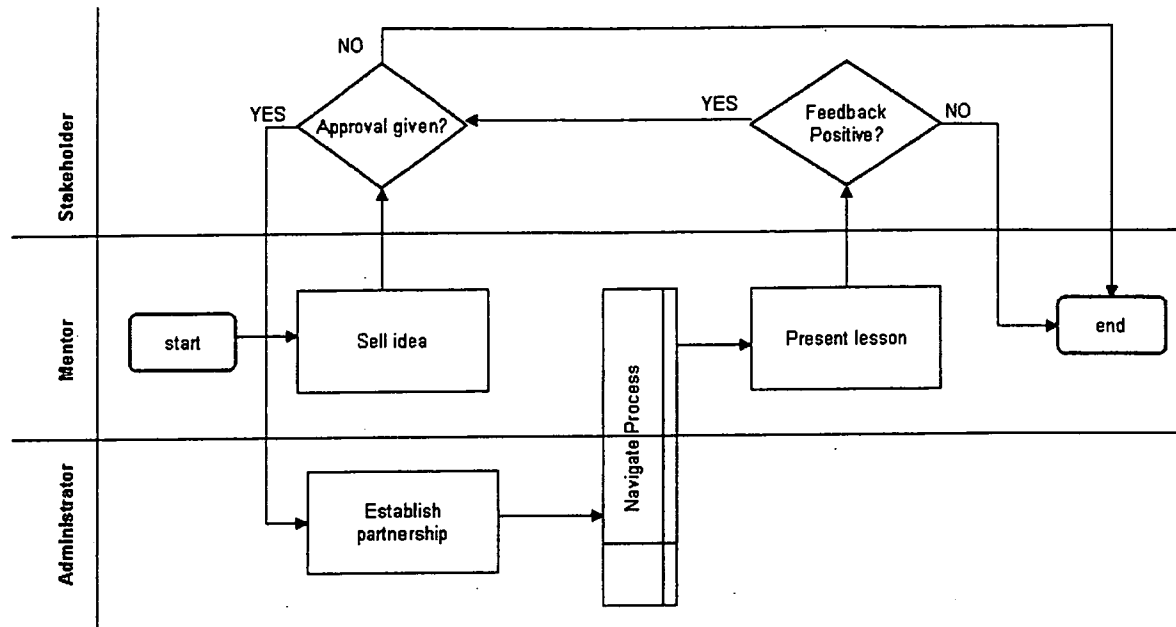 Stakeholder
NO
YES
Approval given?
YES
Feedback
Positive?
NO
Mentor
start
Sell idea
Navigate Process
Present lesson
end
Administrator
Establish
partnership